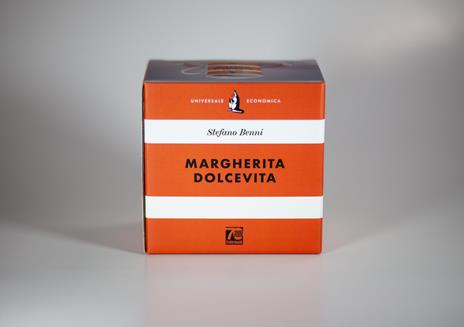 UNIVERSALE ECONOMICA
Stefano Benni
MARGHERITA
DOLCEVITA